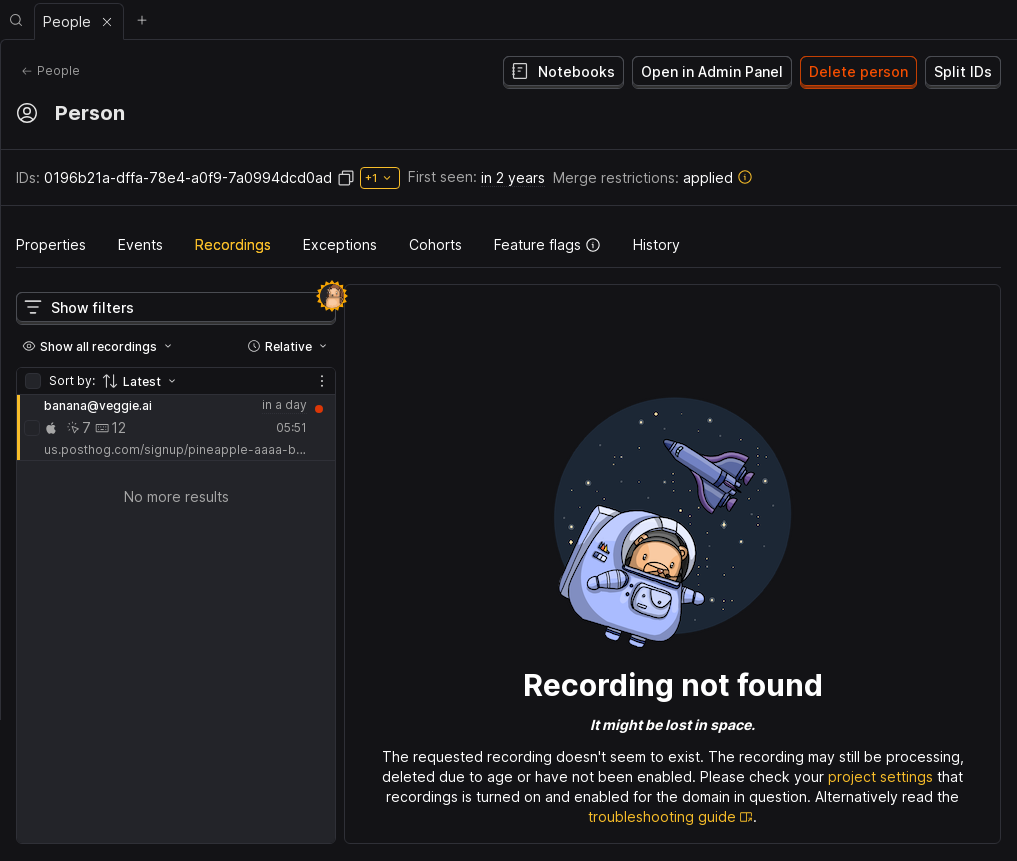 People
People
Notebooks
Open in Admin Panel
Delete person
Split IDs
Person
IDs: 0196b21a-dffa-78e4-a0f9-7a0994dcd0ad +1 First seen: in 2 years Merge restrictions: applied
Properties Events Recordings Exceptions Cohorts Feature flags History
Show filters
Show all recordings Relative
Sort by: Latest
banana@veggie.ai in a day
7 12 05:51
us.posthog.com/signup/pineapple-aaaa-b...
No more results
Recording not found
It might be lost in space.
The requested recording doesn't seem to exist. The recording may still be processing,
deleted due to age or have not been enabled. Please check your project settings that
recordings is turned on and enabled for the domain in question. Alternatively read the
troubleshooting guide.